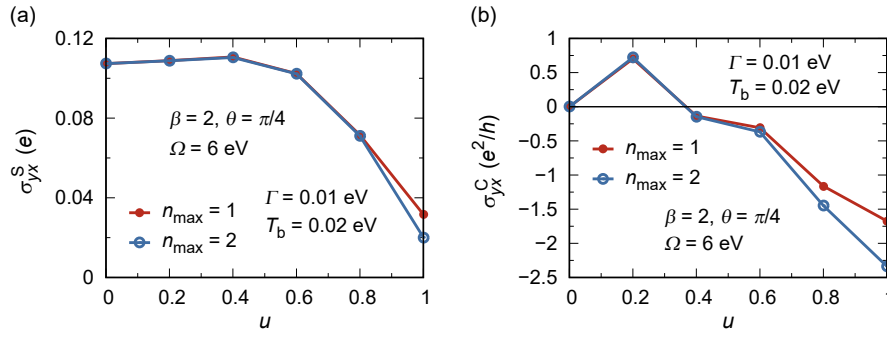 (a)
0.12
0.08
0.04
0
σ_yx^S (e)
β = 2, θ = π/4
Ω = 6 eV
Γ = 0.01 eV
T_b = 0.02 eV
n_max = 1
n_max = 2
0 0.2 0.4 0.6 0.8 1
u
(b)
1
0.5
0
−0.5
−1
−1.5
−2
−2.5
σ_yx^C (e²/h)
Γ = 0.01 eV
T_b = 0.02 eV
n_max = 1
n_max = 2
β = 2, θ = π/4
Ω = 6 eV
0 0.2 0.4 0.6 0.8 1
u